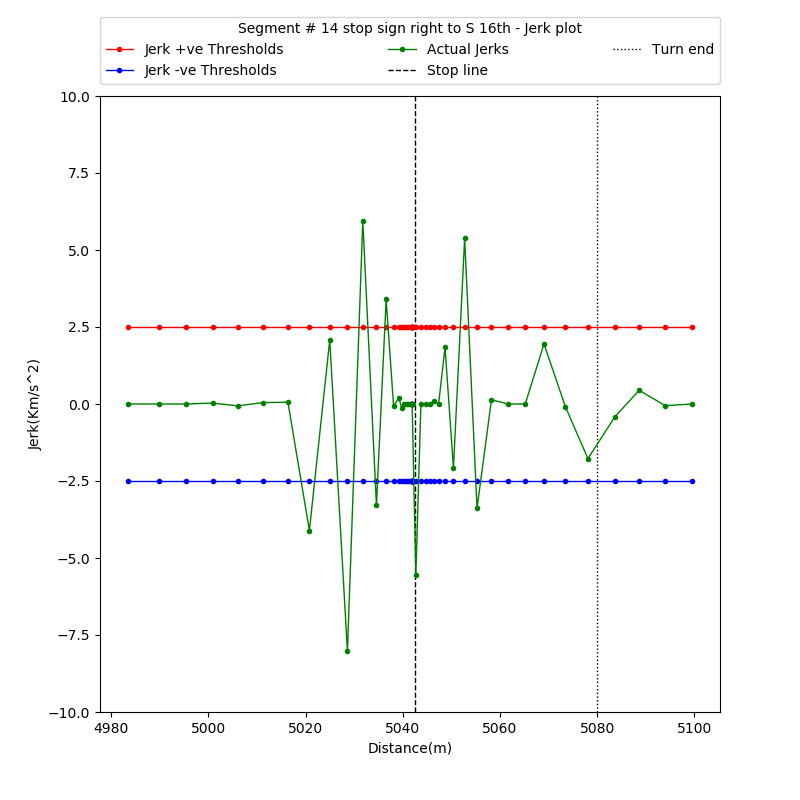 Segment # 14 stop sign right to S 16th - Jerk plot
Jerk +ve Thresholds Actual Jerks Turn end
Jerk -ve Thresholds Stop line
10.0
7.5
5.0
2.5
0.0
−2.5
−5.0
−7.5
−10.0
Jerk(Km/s^2)
4980 5000 5020 5040 5060 5080 5100
Distance(m)